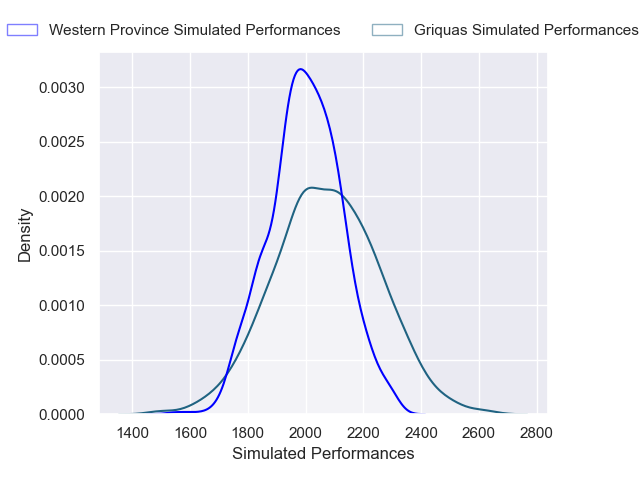 Western Province Simulated Performances Griquas Simulated Performances
0.0030
0.0025
0.0020
0.0015
0.0010
0.0005
0.0000
Density
1400 1600 1800 2000 2200 2400 2600 2800
Simulated Performances